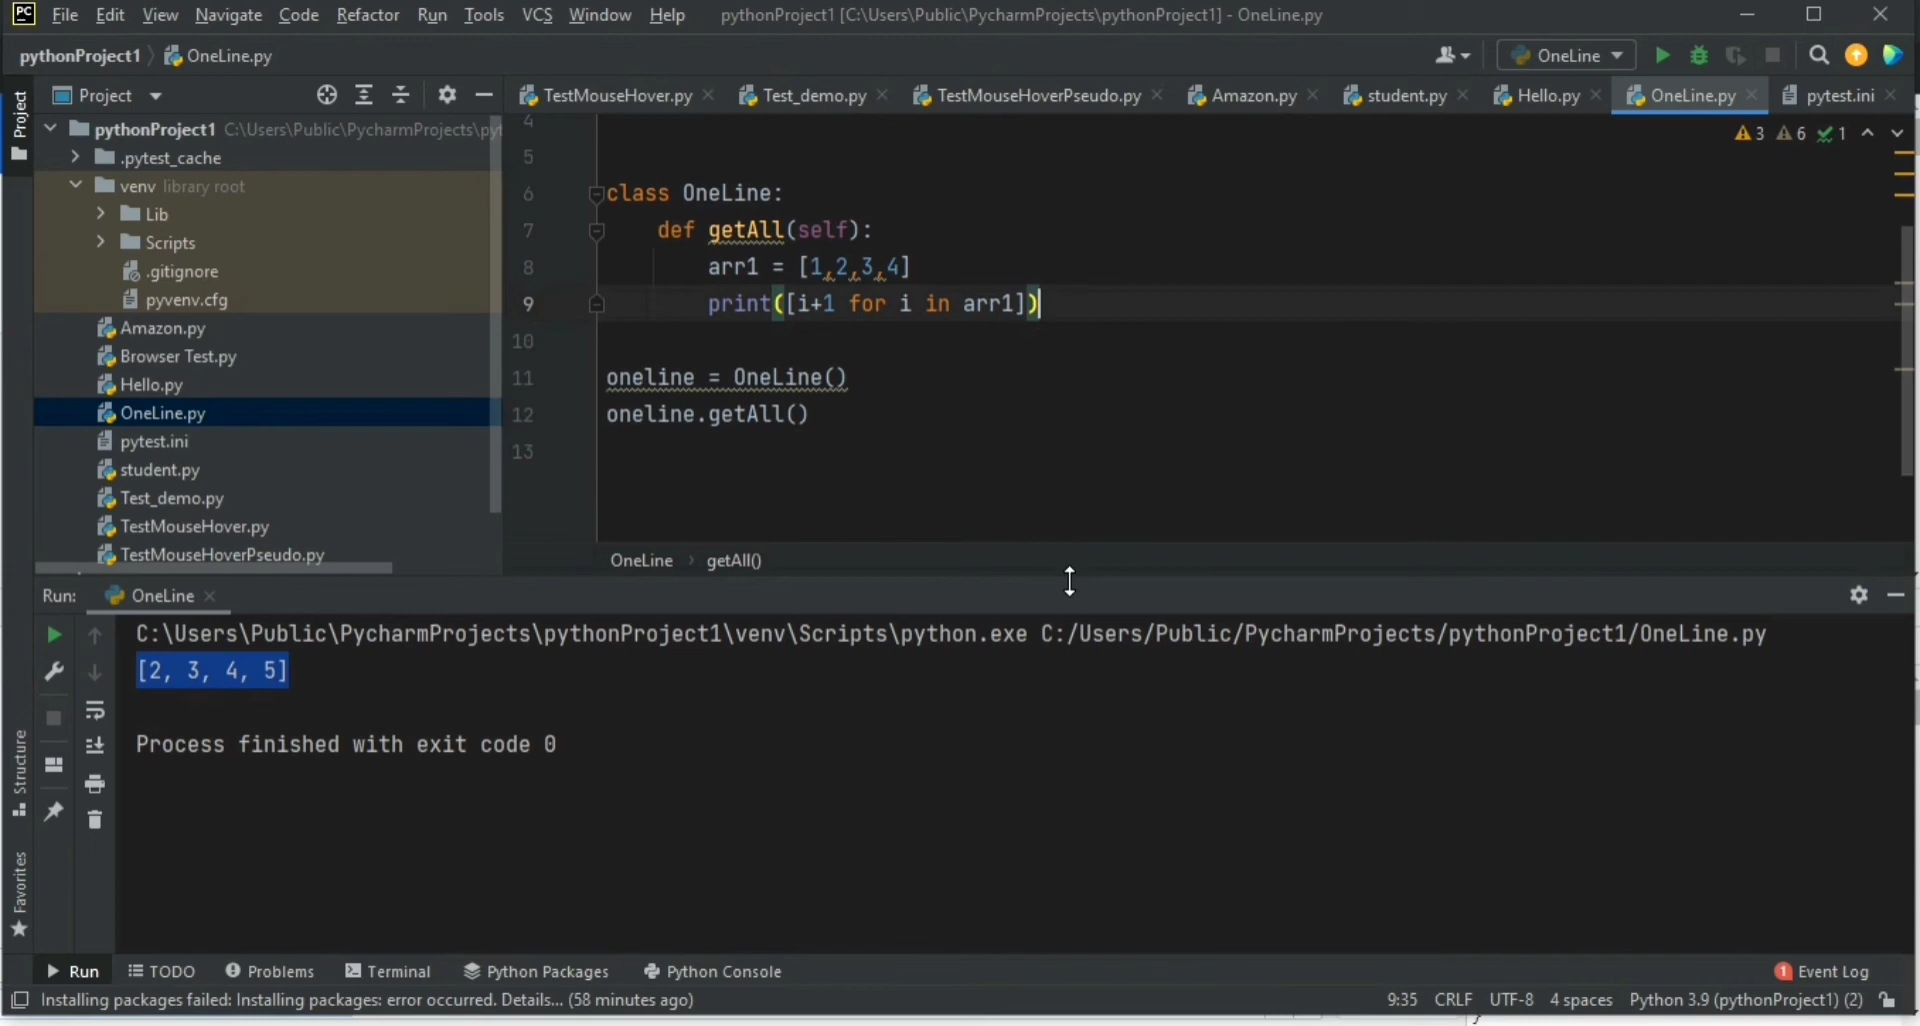 PC File Edit View Navigate Code Refactor Run Tools VCS Window Help pythonProject1 [C:\Users\Public\PycharmProjects\pythonProject1] - OneLine.py
pythonProject1 OneLine.py OneLine
Project Project TestMouseHover.py Test_demo.py TestMouseHoverPseudo.py Amazon.py student.py Hello.py OneLine.py pytest.ini
pythonProject1 C:\Users\Public\PycharmProjects\pyt
.pytest_cache
venv library root
Lib
Scripts
.gitignore
pyvenv.cfg
Amazon.py
Browser Test.py
Hello.py
OneLine.py
pytest.ini
student.py
Test_demo.py
TestMouseHover.py
TestMouseHoverPseudo.py
3 6 1
4
5
6 class OneLine:
7 def getAll(self):
8 arr1 = [1,2,3,4]
9 print([i+1 for i in arr1])
10
11 oneline = OneLine()
12 oneline.getAll()
13
OneLine getAll()
Run: OneLine
C:\Users\Public\PycharmProjects\pythonProject1\venv\Scripts\python.exe C:/Users/Public/PycharmProjects/pythonProject1/OneLine.py
[2, 3, 4, 5]
Process finished with exit code 0
Structure
Favorites
Run TODO Problems Terminal Python Packages Python Console 1 Event Log
Installing packages failed: Installing packages: error occurred. Details... (58 minutes ago) 9:35 CRLF UTF-8 4 spaces Python 3.9 (pythonProject1) (2)